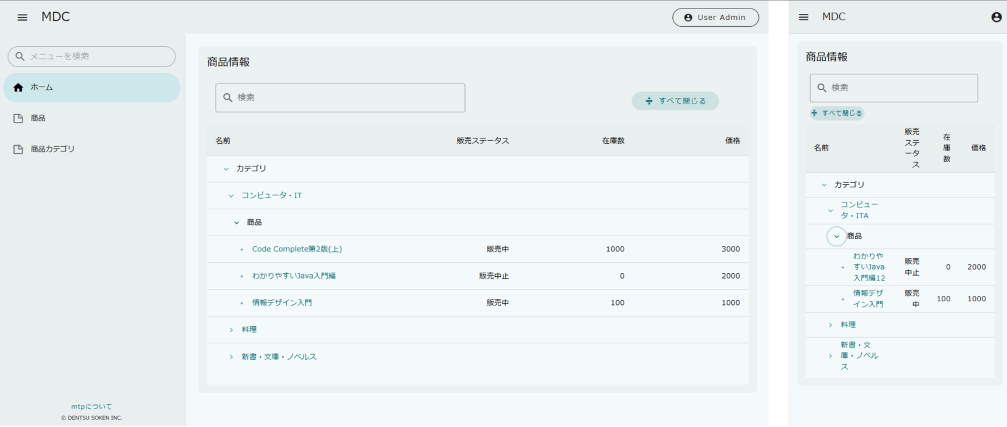 MDC
User Admin
メニューを検索
ホーム
商品
商品カテゴリ
mtpについて
© DENTSU SOKEN INC.
商品情報
検索
すべて閉じる
名前 販売ステータス 在庫数 価格
カテゴリ
コンピュータ・IT
商品
Code Complete第2版(上) 販売中 1000 3000
わかりやすいJava入門編 販売中止 0 2000
情報デザイン入門 販売中 100 1000
料理
新書・文庫・ノベルス
MDC
商品情報
検索
すべて閉じる
販売
ステ
ータ
ス
在
庫
数
名前 価格
カテゴリ
コンピュー
タ・ITA
商品
わかりや
すいJava
入門編12
販売
中止
0 2000
情報デザ
イン入門
販売
中
100 1000
料理
新書・文
庫・ノベル
ス